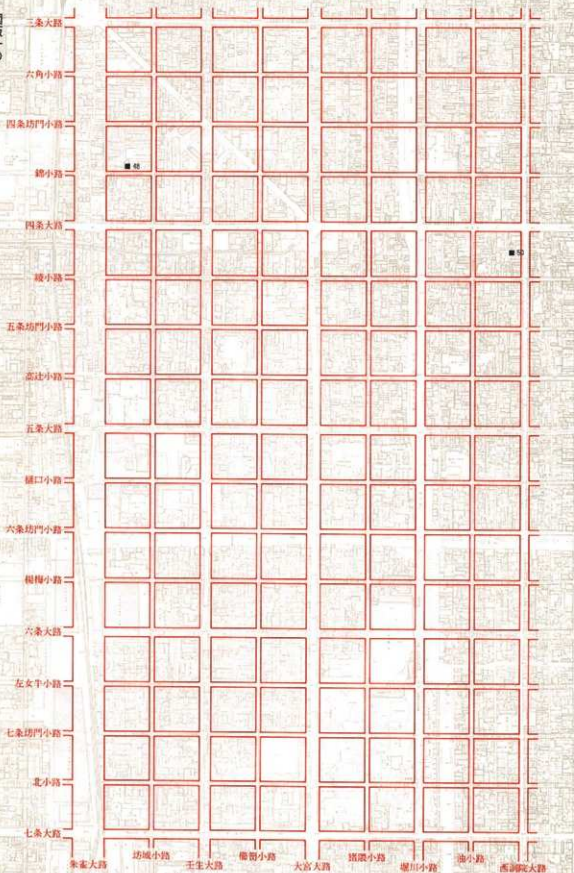 三条大路
六角小路
四条坊門小路
■ 48
錦小路
四条大路
■ 50
綾小路
五条坊門小路
高辻小路
五条大路
樋口小路
六条坊門小路
楊梅小路
六条大路
左女牛小路
七条坊門小路
北小路
七条大路
朱雀大路
坊城小路
壬生大路
櫛笥小路
大宮大路
猪隈小路
堀川小路
油小路
西洞院大路